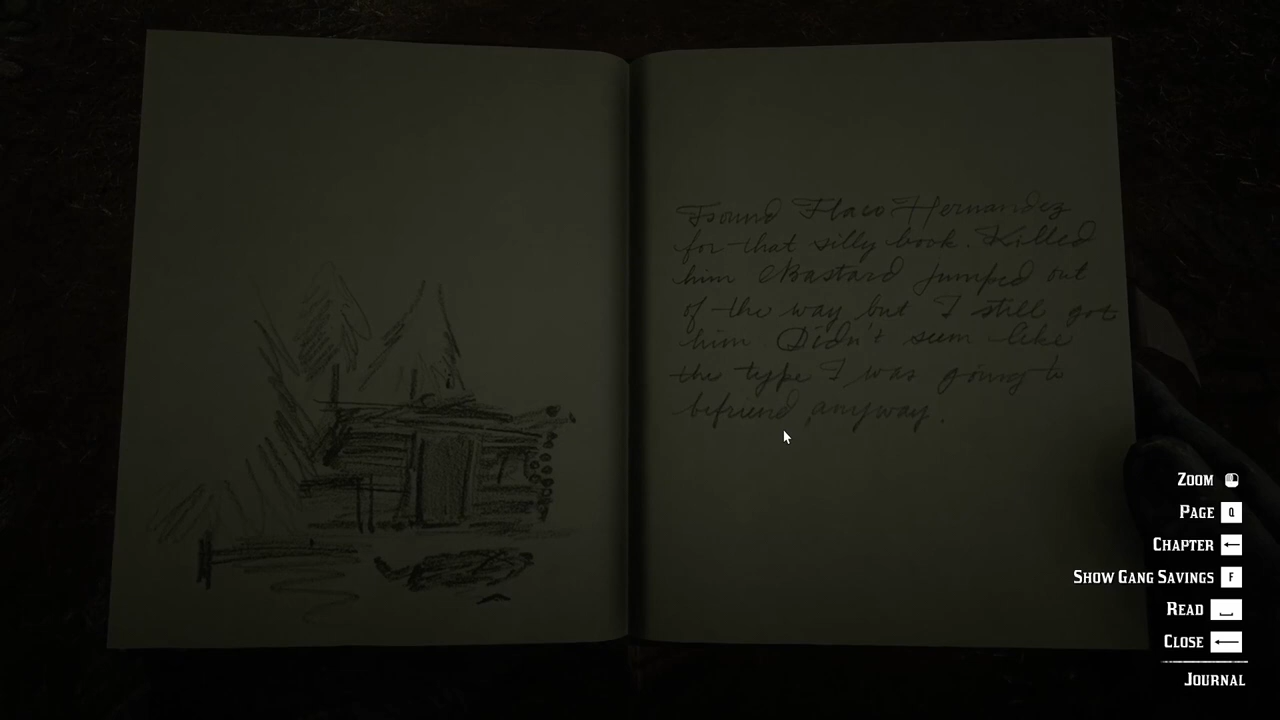 Found Flaco Hernandez
for that silly book. Killed
him Bastard jumped out
of the way but I still got
him. Didn't seem like
the type I was going to
befriend anyway.
Zoom
Page Q
Chapter ←
Show Gang Savings F
Read
Close ←
Journal